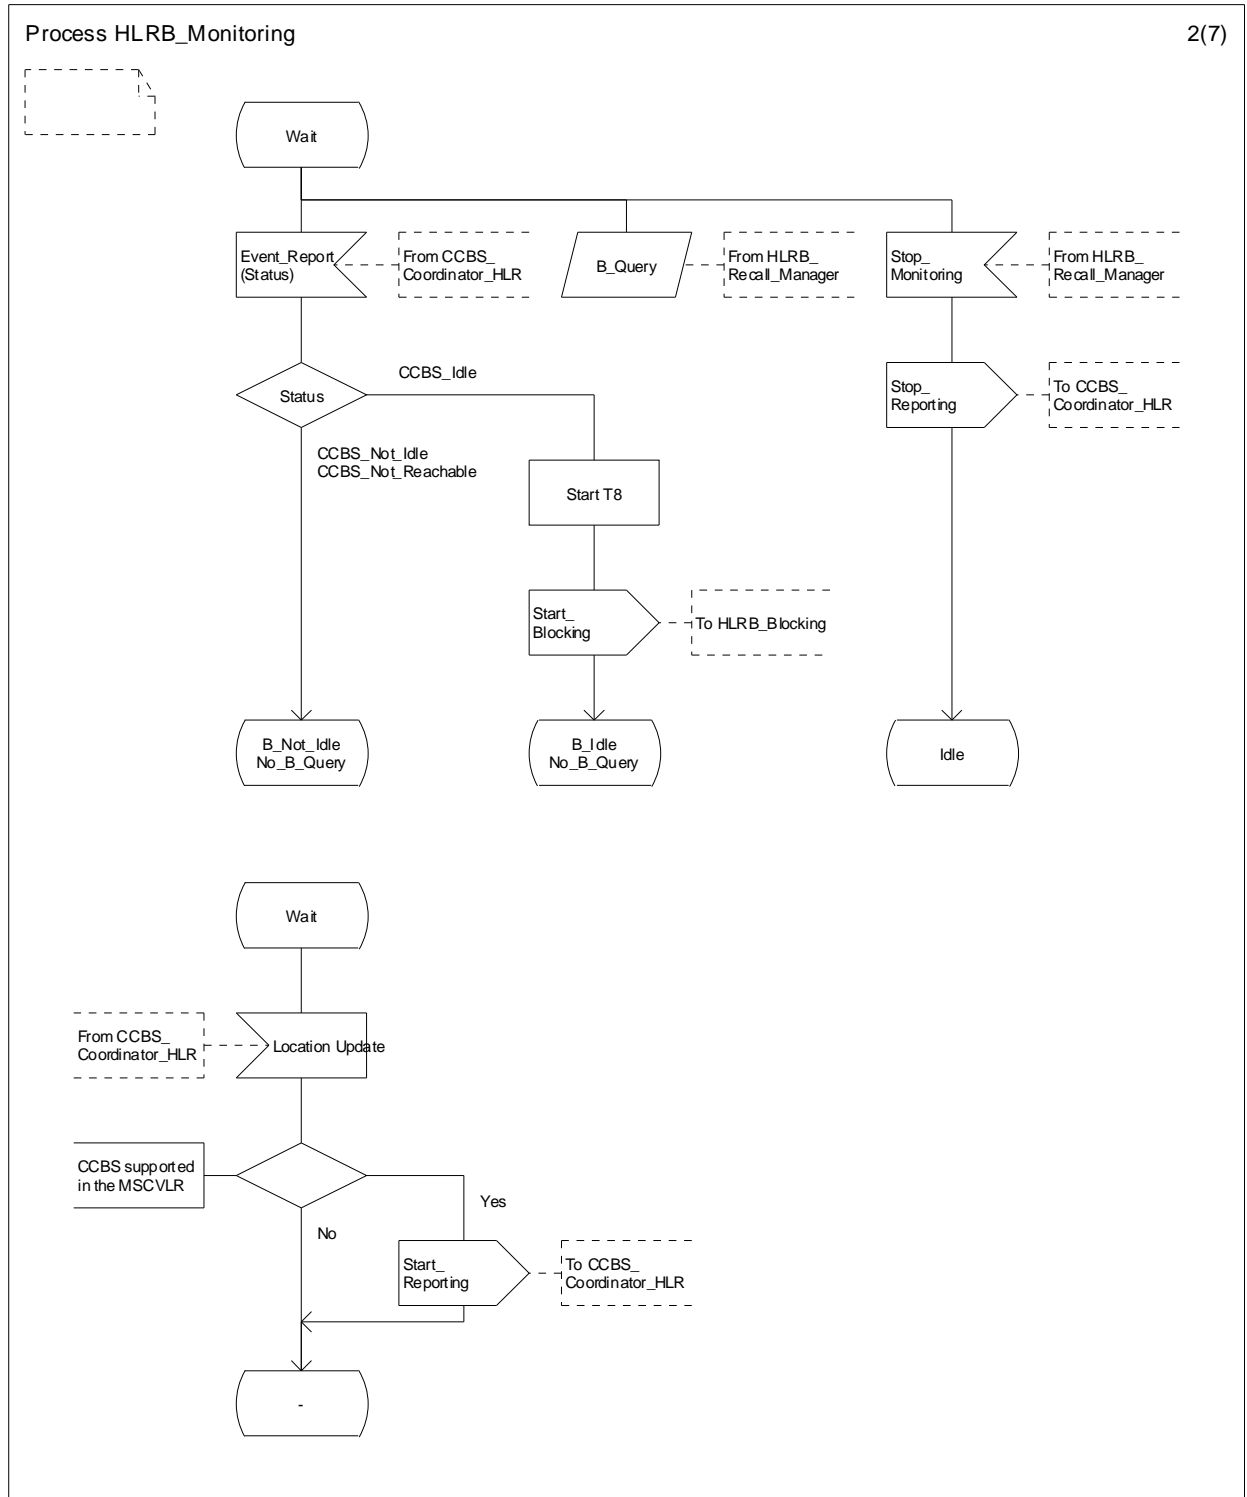 Process HLRB_Monitoring
2(7)
Wait
Event_Report
(Status)
From CCBS_
Coordinator_HLR
B_Query
From HLRB_
Recall_Manager
Stop_
Monitoring
From HLRB_
Recall_Manager
Status
CCBS_Idle
Stop_
Reporting
To CCBS_
Coordinator_HLR
CCBS_Not_Idle
CCBS_Not_Reachable
Start T8
Start_
Blocking
To HLRB_Blocking
B_Not_Idle
No_B_Query
B_Idle
No_B_Query
Idle
Wait
From CCBS_
Coordinator_HLR
Location Update
CCBS supported
in the MSCVLR
Yes
No
Start_
Reporting
To CCBS_
Coordinator_HLR
-